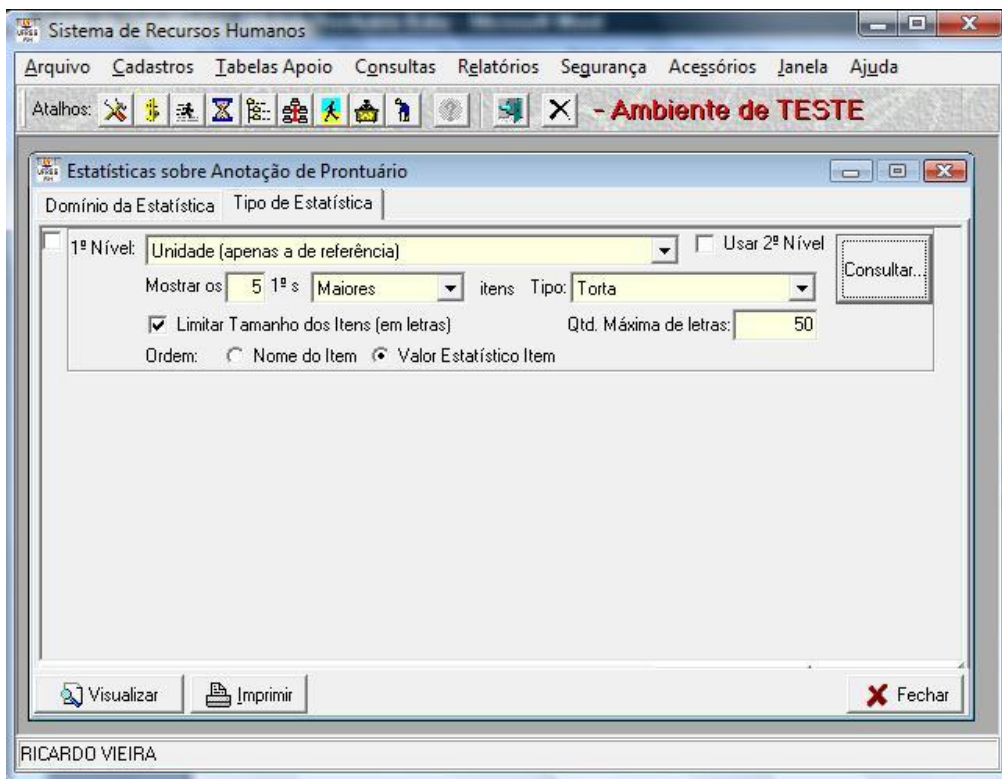 Sistema de Recursos Humanos
Arquivo Cadastros Tabelas Apoio Consultas Relatórios Segurança Acessórios Janela Ajuda
Atalhos: - Ambiente de TESTE
Estatísticas sobre Anotação de Prontuário
Domínio da Estatística Tipo de Estatística
1º Nível: Unidade (apenas a de referência) Usar 2º Nível Consultar...
Mostrar os 5 1º s Maiores itens Tipo: Torta
Limitar Tamanho dos Itens (em letras) Qtd. Máxima de letras: 50
Ordem: Nome do Item Valor Estatístico Item
Visualizar Imprimir Fechar
RICARDO VIEIRA